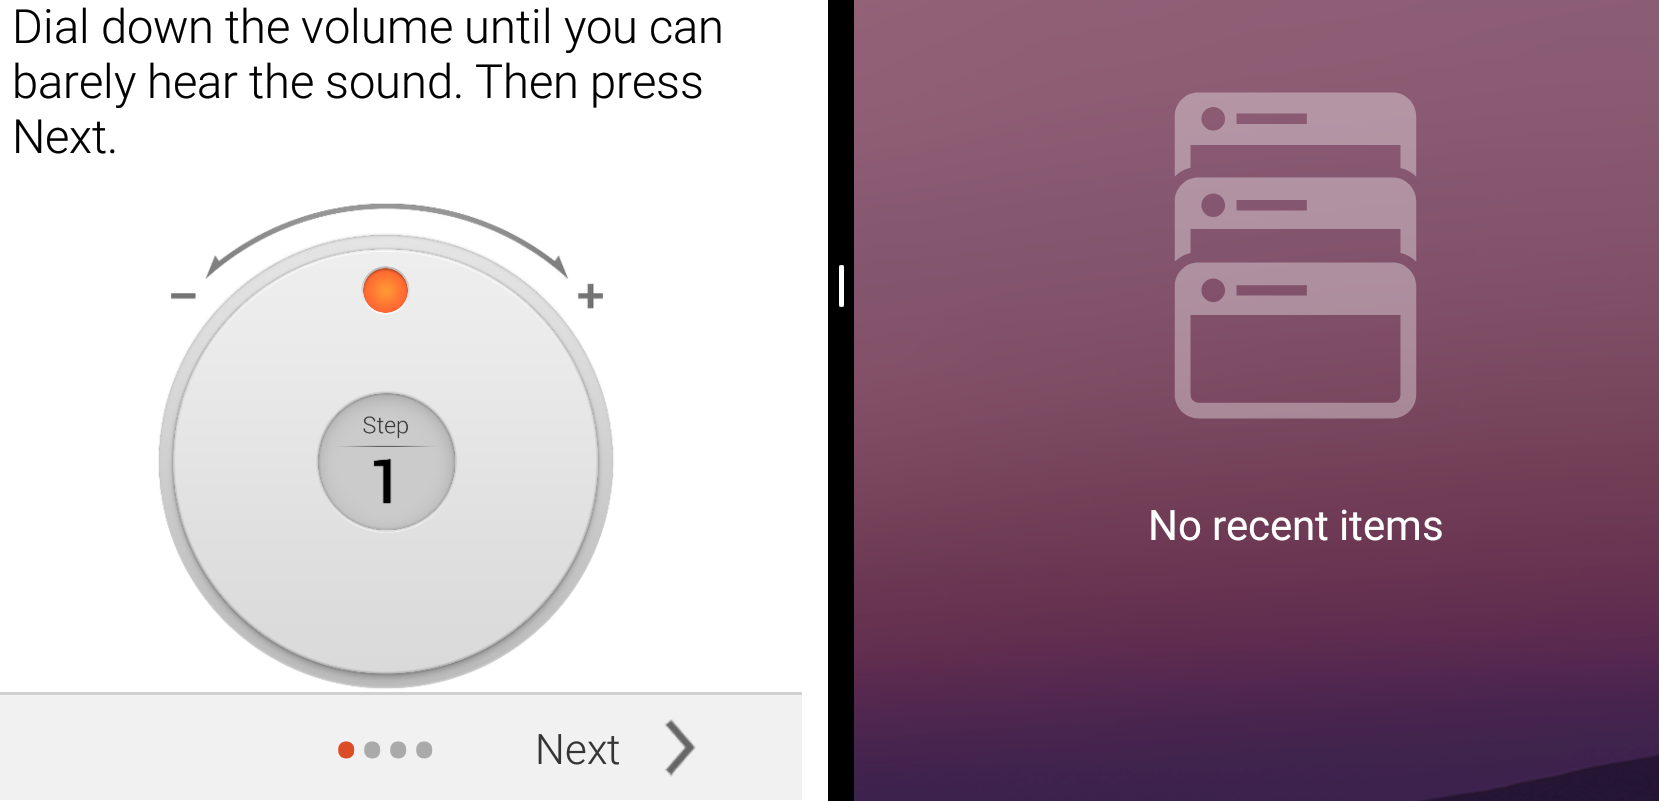 Dial down the volume until you can
barely hear the sound. Then press
Next.
Step
1
Next
No recent items